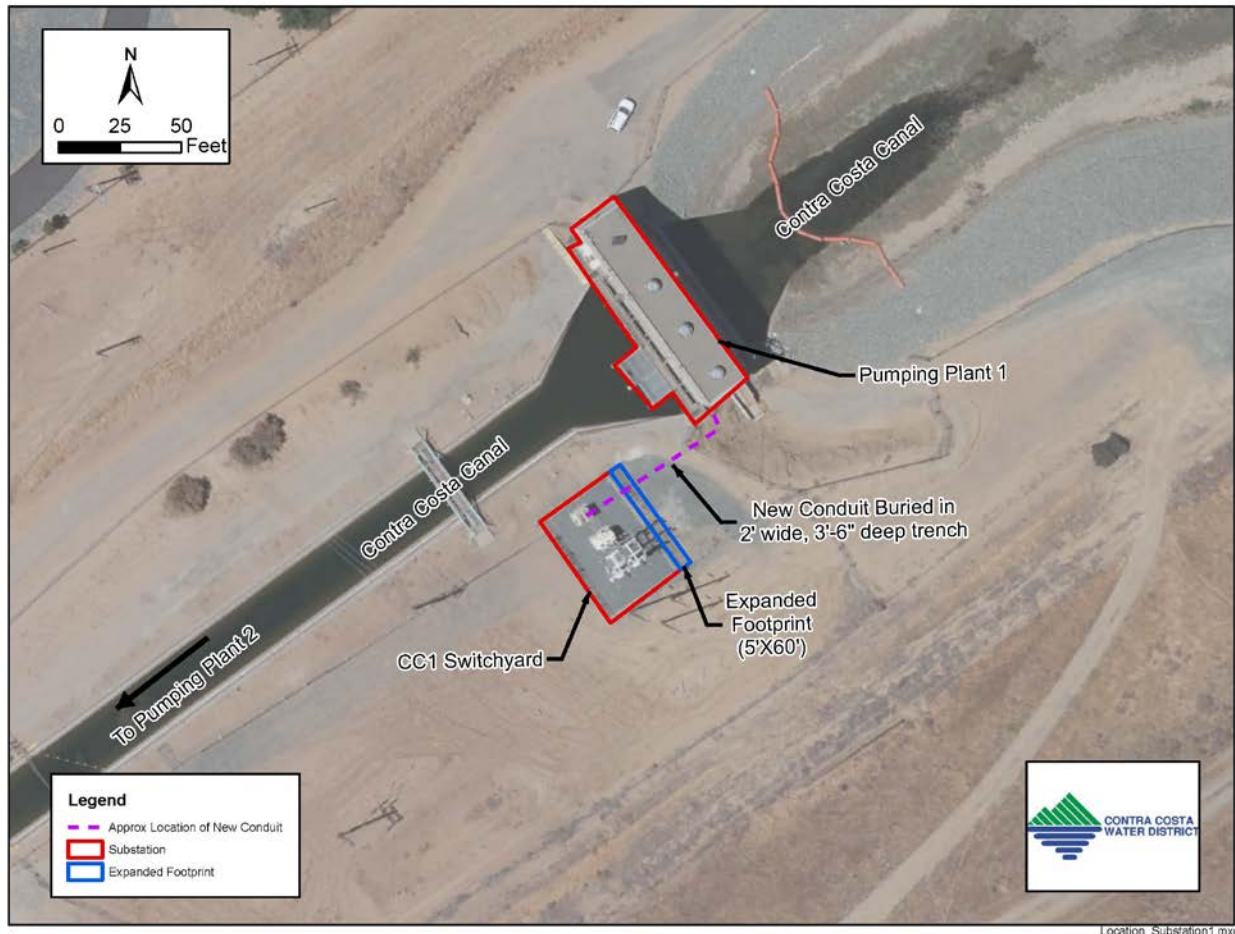 N
0 25 50
Feet
Contra Costa Canal
Pumping Plant 1
New Conduit Buried in
2' wide, 3'-6" deep trench
Contra Costa Canal
Expanded
Footprint
(5'X60')
CC1 Switchyard
To Pumping Plant 2
Legend
Approx Location of New Conduit
Substation
Expanded Footprint
CONTRA COSTA
WATER DISTRICT
Location_Substation1.mxd